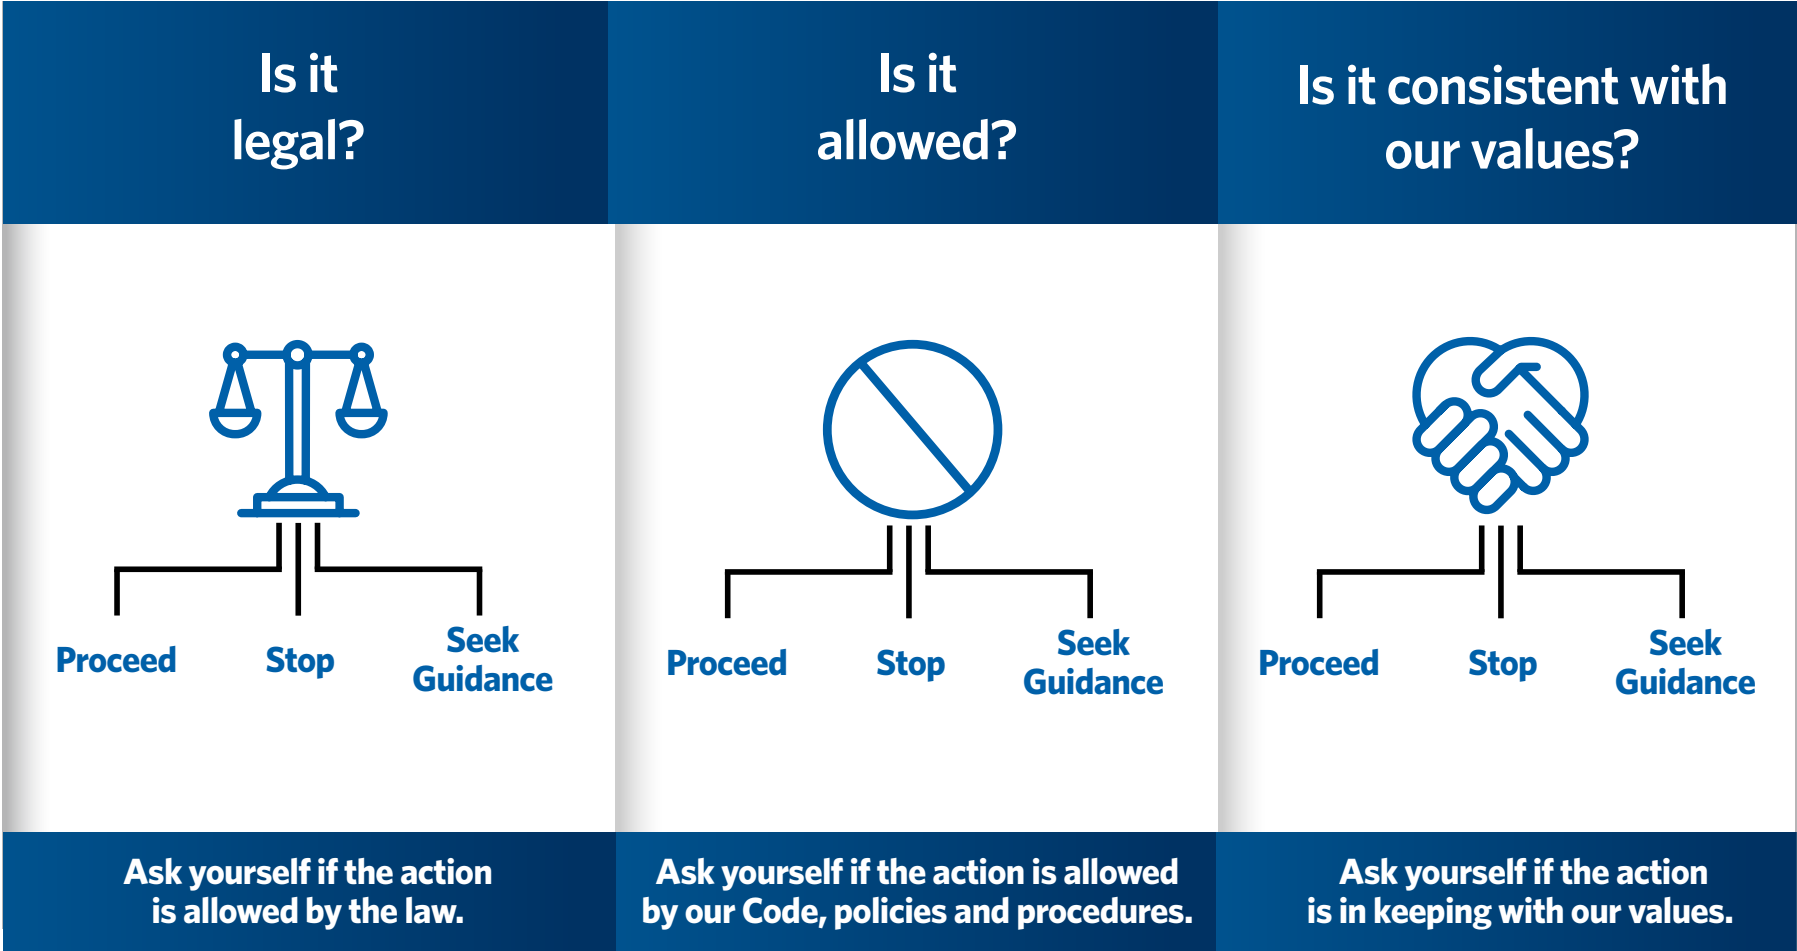 Is it
legal?
Proceed
Stop
Seek
Guidance
Ask yourself if the action
is allowed by the law.
Is it
allowed?
Proceed
Stop
Seek
Guidance
Ask yourself if the action is allowed
by our Code, policies and procedures.
Is it consistent with
our values?
Proceed
Stop
Seek
Guidance
Ask yourself if the action
is in keeping with our values.